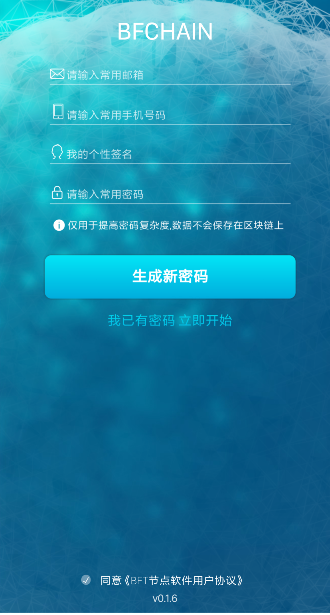 BFCHAIN
请输入常用邮箱
请输入常用手机号码
我的个性签名
请输入常用密码
仅用于提高密码复杂度,数据不会保存在区块链上
生成新密码
我已有密码 立即开始
同意《BFT节点软件用户协议》
v0.1.6